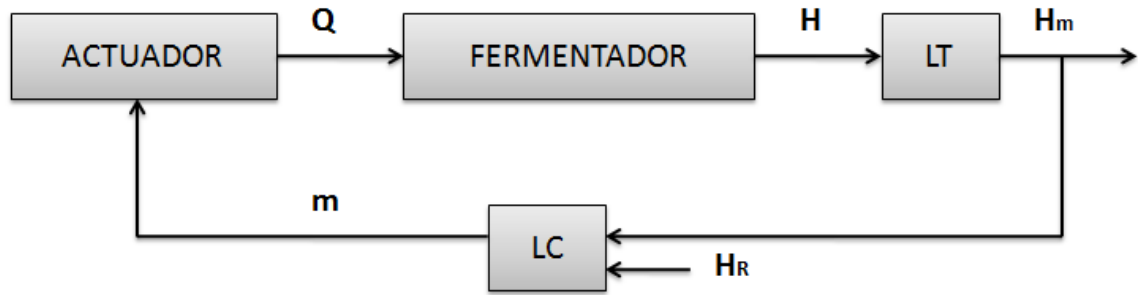 Q
H
Hm
ACTUADOR
FERMENTADOR
LT
m
LC
HR